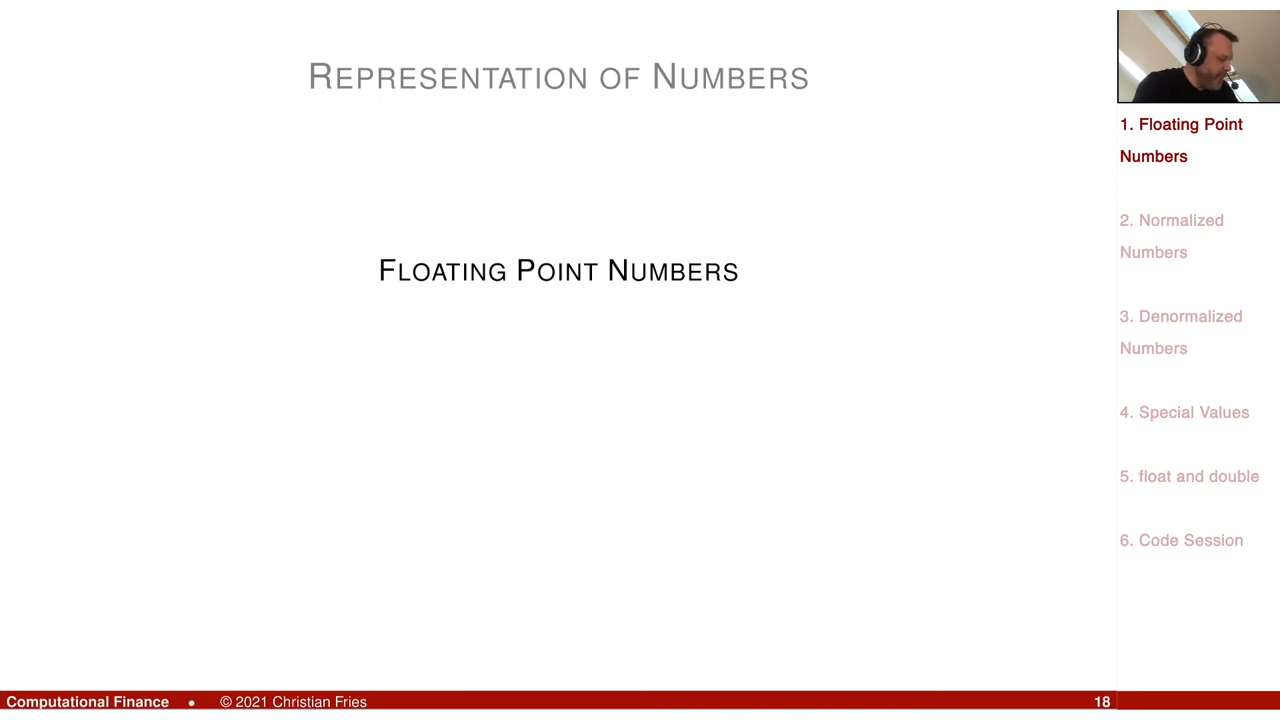 REPRESENTATION OF NUMBERS
FLOATING POINT NUMBERS
1. Floating Point
Numbers
2. Normalized
Numbers
3. Denormalized
Numbers
4. Special Values
5. float and double
6. Code Session
Computational Finance • © 2021 Christian Fries 18